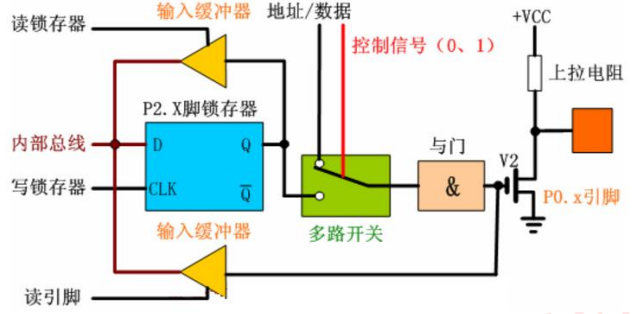 输入缓冲器
地址/数据
+VCC
读锁存器
控制信号（0、1）
上拉电阻
P2.X脚锁存器
内部总线
D
Q
与门
V2
写锁存器
CLK
Q̅
&
P0.x引脚
输入缓冲器
多路开关
读引脚